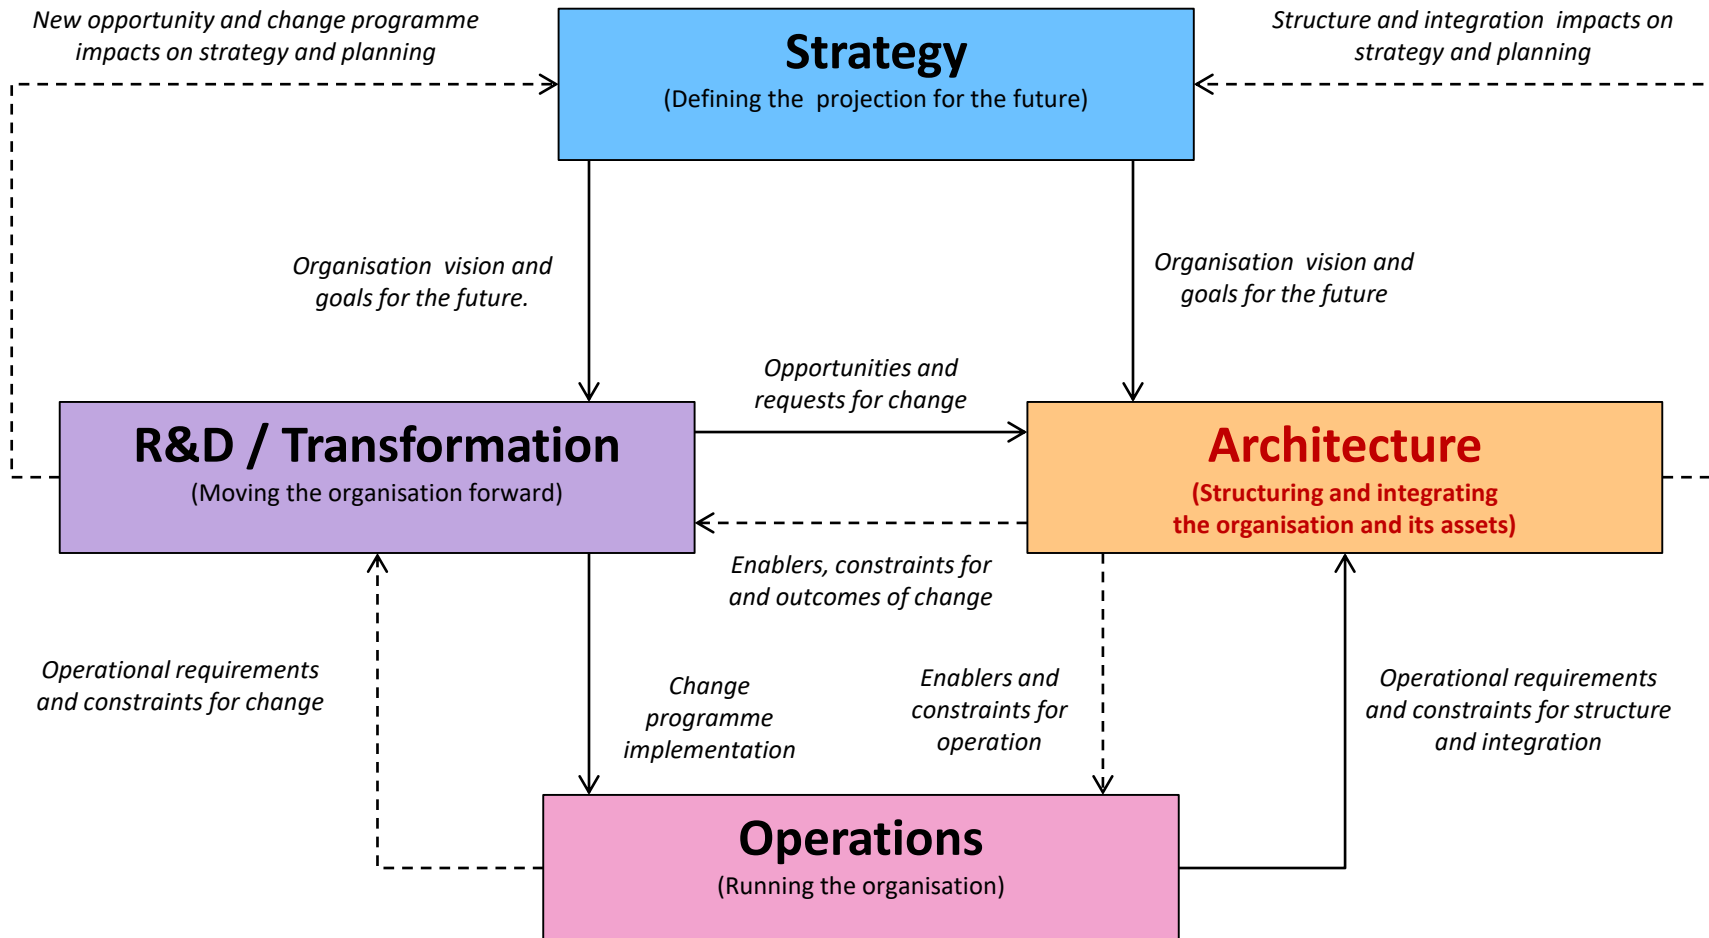 New opportunity and change programme
impacts on strategy and planning
Strategy
(Defining the  projection for the future)
Structure and integration  impacts on
strategy and planning
Organisation  vision and
goals for the future.
Organisation  vision and
goals for the future
Opportunities and
requests for change
R&D / Transformation
(Moving the organisation forward)
Architecture
(Structuring and integrating
the organisation and its assets)
Enablers, constraints for
and outcomes of change
Operational requirements
and constraints for change
Change
programme
implementation
Enablers and
constraints for
operation
Operational requirements
and constraints for structure
and integration
Operations
(Running the organisation)